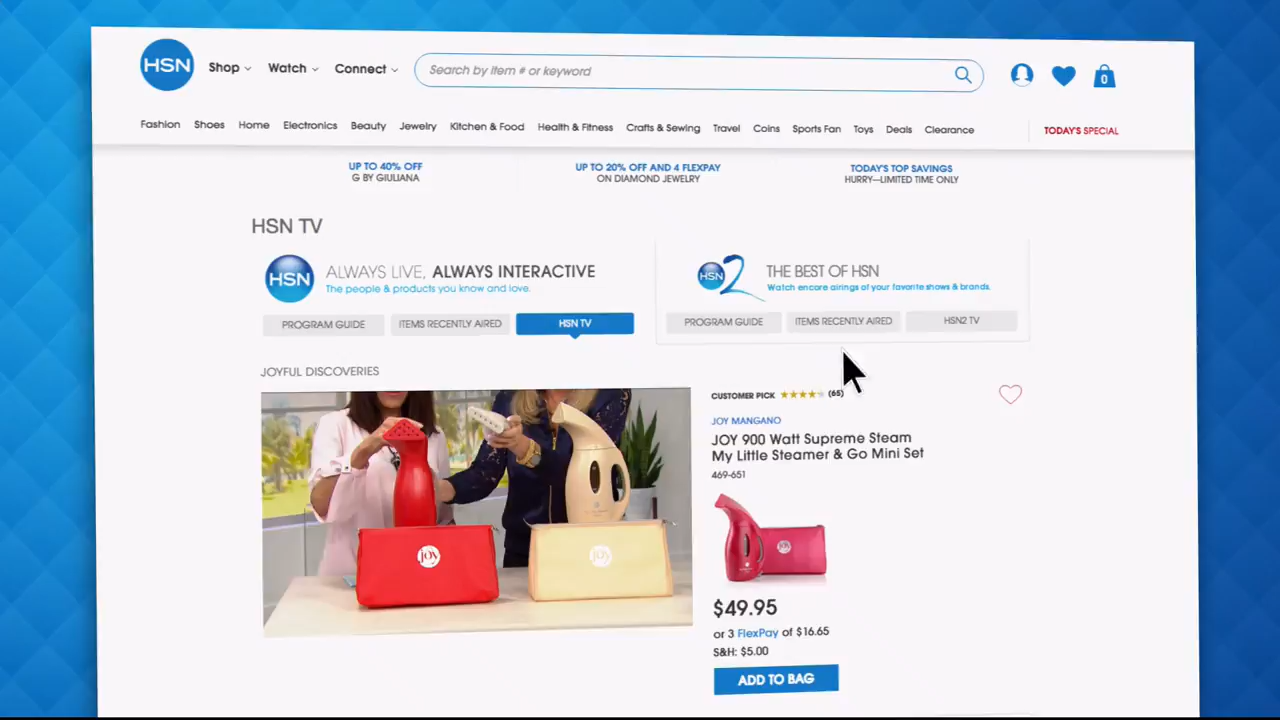 HSN
Shop
Watch
Connect
Search by item # or keyword
0
Fashion
Shoes
Home
Electronics
Beauty
Jewelry
Kitchen & Food
Health & Fitness
Crafts & Sewing
Travel
Coins
Sports Fan
Toys
Deals
Clearance
TODAY'S SPECIAL
UP TO 40% OFF
G BY GIULIANA
UP TO 20% OFF AND 4 FLEXPAY
ON DIAMOND JEWELRY
TODAY'S TOP SAVINGS
HURRY—LIMITED TIME ONLY
HSN TV
HSN
ALWAYS LIVE, ALWAYS INTERACTIVE
The people & products you know and love.
PROGRAM GUIDE
ITEMS RECENTLY AIRED
HSN TV
HSN2
THE BEST OF HSN
Watch encore airings of your favorite shows & brands.
PROGRAM GUIDE
ITEMS RECENTLY AIRED
HSN2 TV
JOYFUL DISCOVERIES
joy
joy
CUSTOMER PICK
(65)
JOY MANGANO
JOY 900 Watt Supreme Steam
My Little Steamer & Go Mini Set
469-651
joy
$49.95
or 3 FlexPay of $16.65
S&H: $5.00
ADD TO BAG